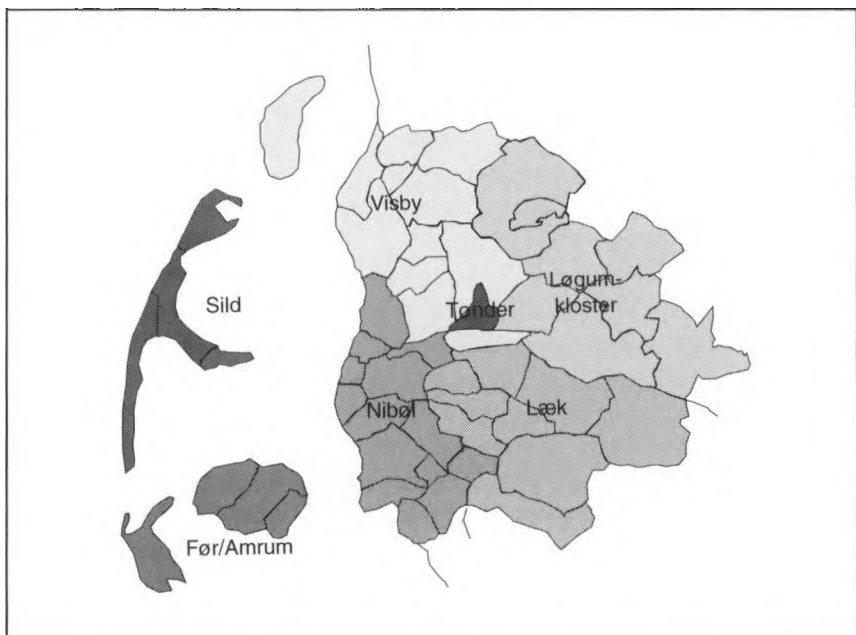 Visby
Løgum-
kloster
Sild
Tønder
Nibøl
Læk
Før/Amrum